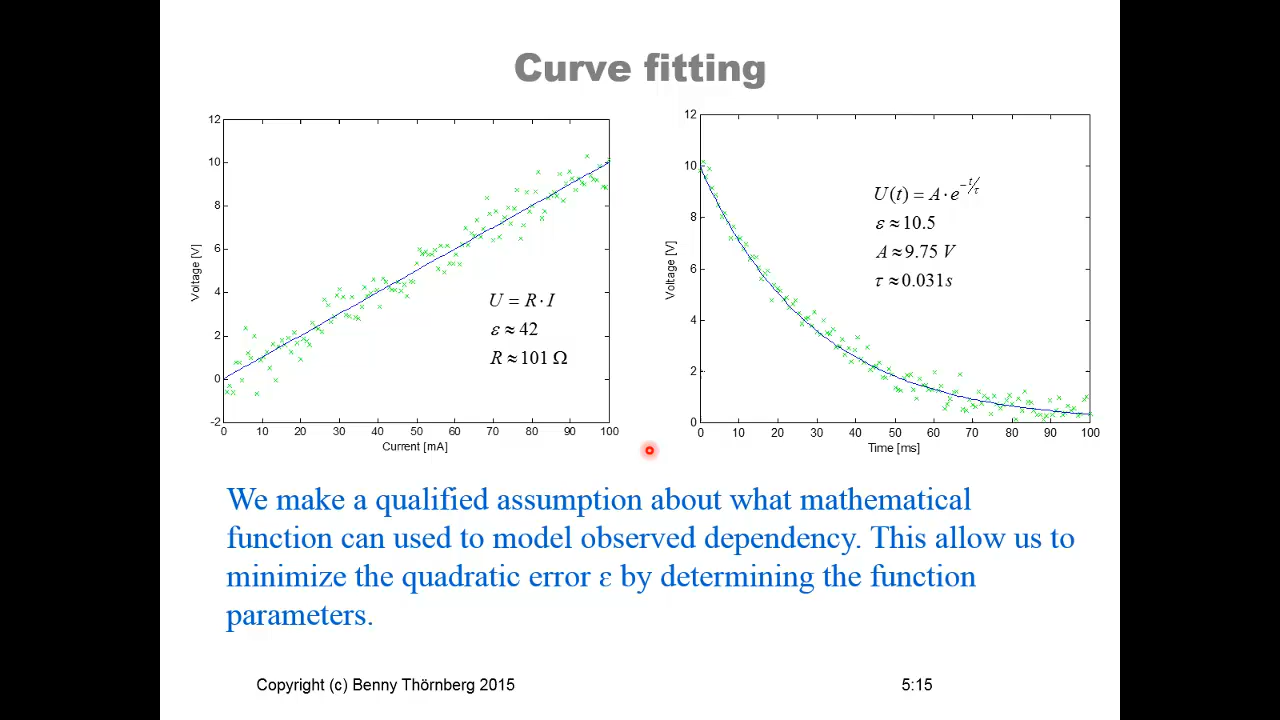 Curve fitting
12
10
8
6
4
2
0
-2
Voltage [V]
0 10 20 30 40 50 60 70 80 90 100
Current [mA]
U = R · I
ε ≈ 42
R ≈ 101 Ω
12
10
8
6
4
2
0
Voltage [V]
0 10 20 30 40 50 60 70 80 90 100
Time [ms]
U(t) = A · e^(-t/τ)
ε ≈ 10.5
A ≈ 9.75 V
τ ≈ 0.031s
We make a qualified assumption about what mathematical
function can used to model observed dependency. This allow us to
minimize the quadratic error ε by determining the function
parameters.
Copyright (c) Benny Thörnberg 2015
5:15